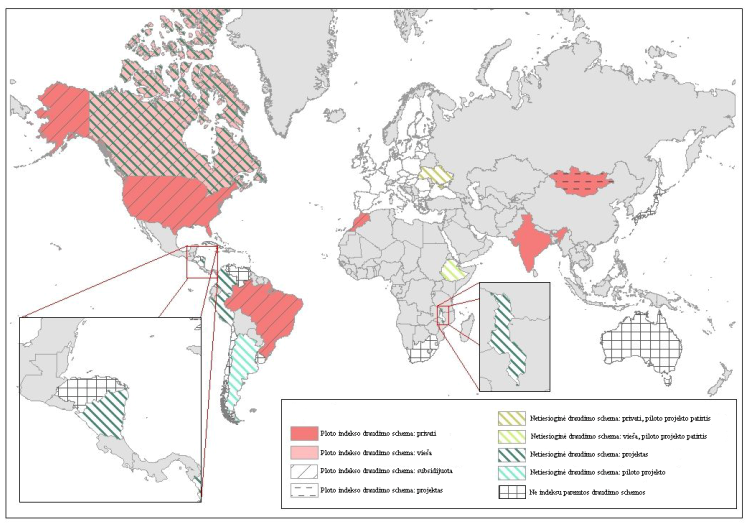 Ploto indekso draudimo schema: privati
Ploto indekso draudimo schema: vieša
Ploto indekso draudimo schema: subsidijuota
Ploto indekso draudimo schema: projektas
Netiesioginė draudimo schema: privati, piloto projekto patirtis
Netiesioginė draudimo schema: vieša, piloto projekto patirtis
Netiesioginė draudimo schema: projektas
Netiesioginė draudimo schema: piloto projekto
Ne indeksu paremtos draudimo schemos